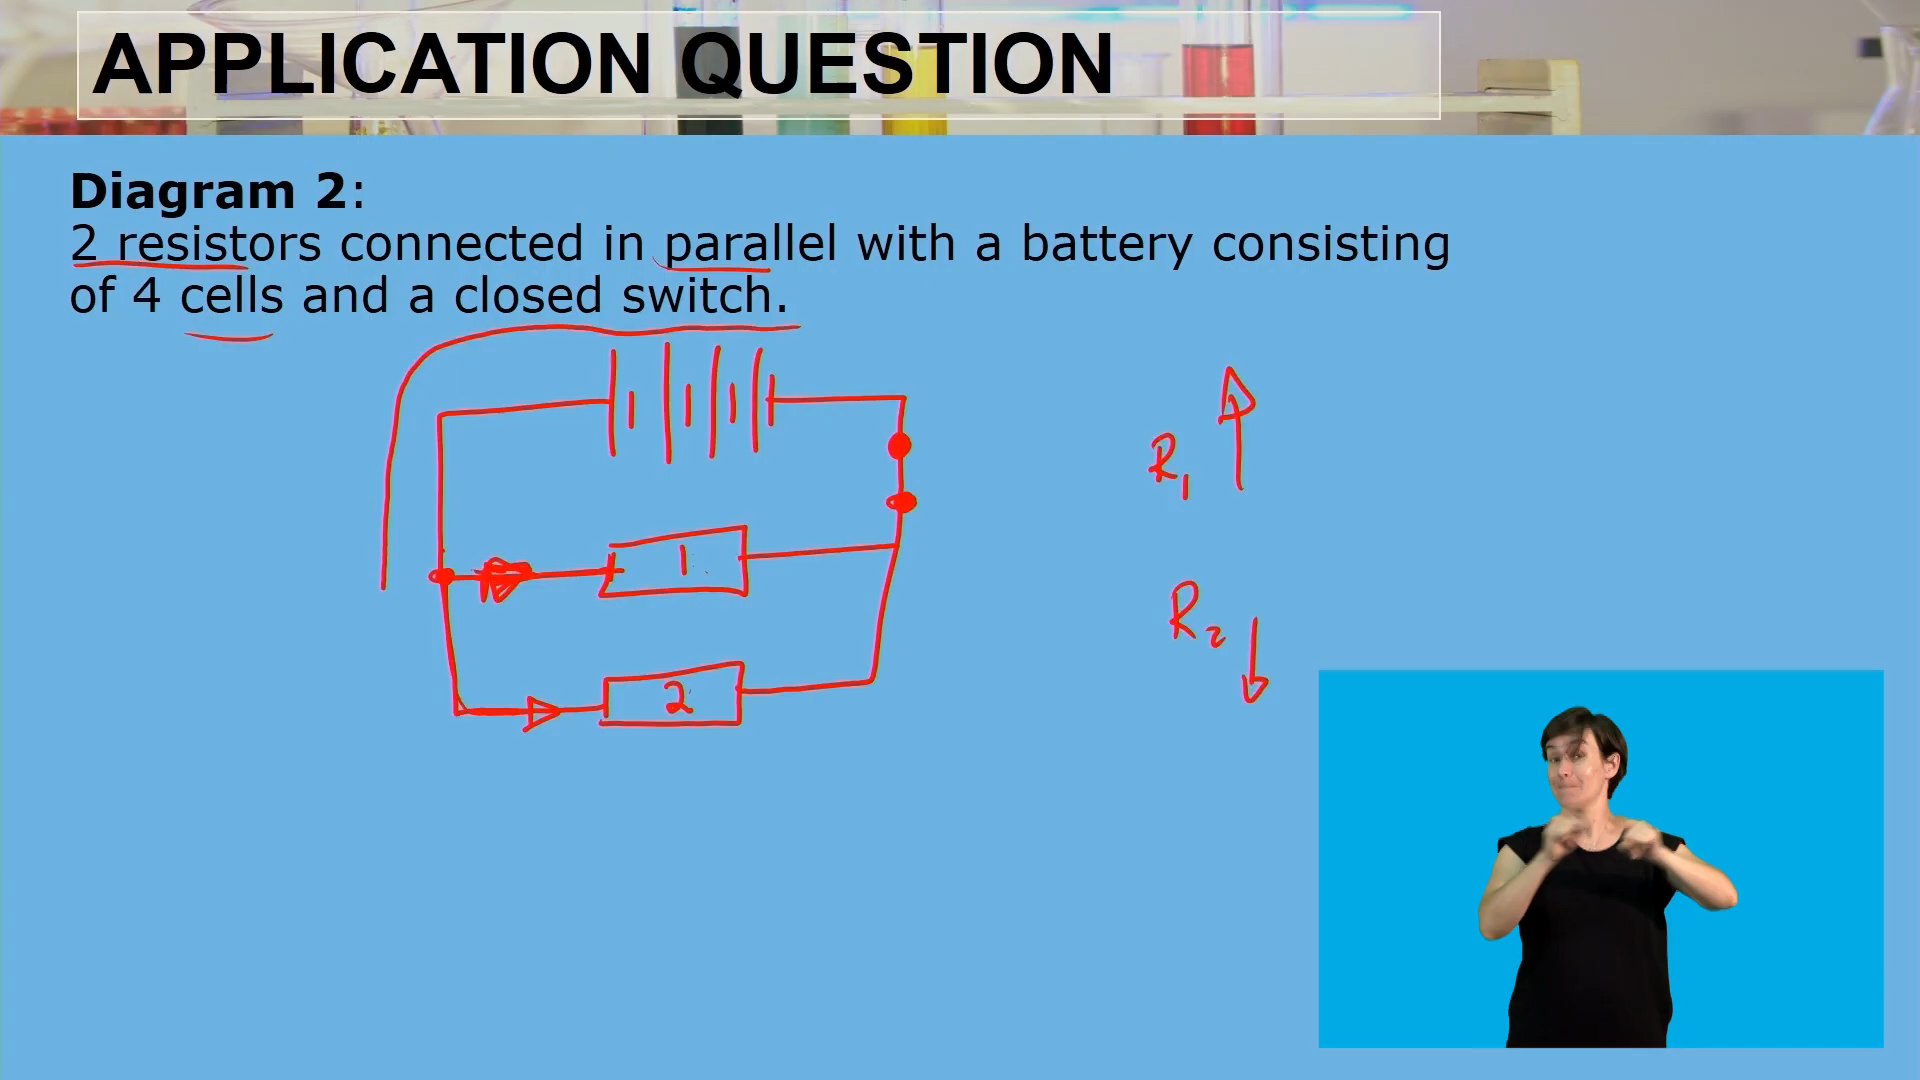 APPLICATION QUESTION
Diagram 2:
2 resistors connected in parallel with a battery consisting
of 4 cells and a closed switch.
R1
1
R2
2